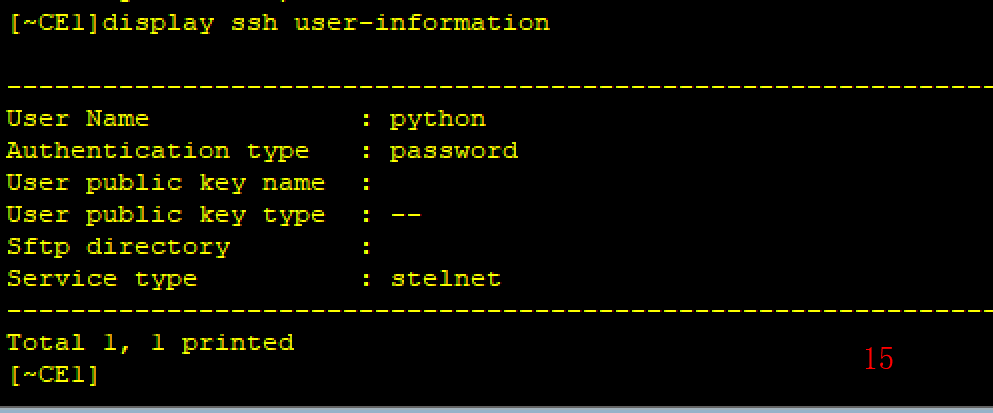 [~CE1]display ssh user-information
--------------------------------------------------------------
User Name : python
Authentication type : password
User public key name :
User public key type : --
Sftp directory :
Service type : stelnet
--------------------------------------------------------------
Total 1, 1 printed
15
[~CE1]